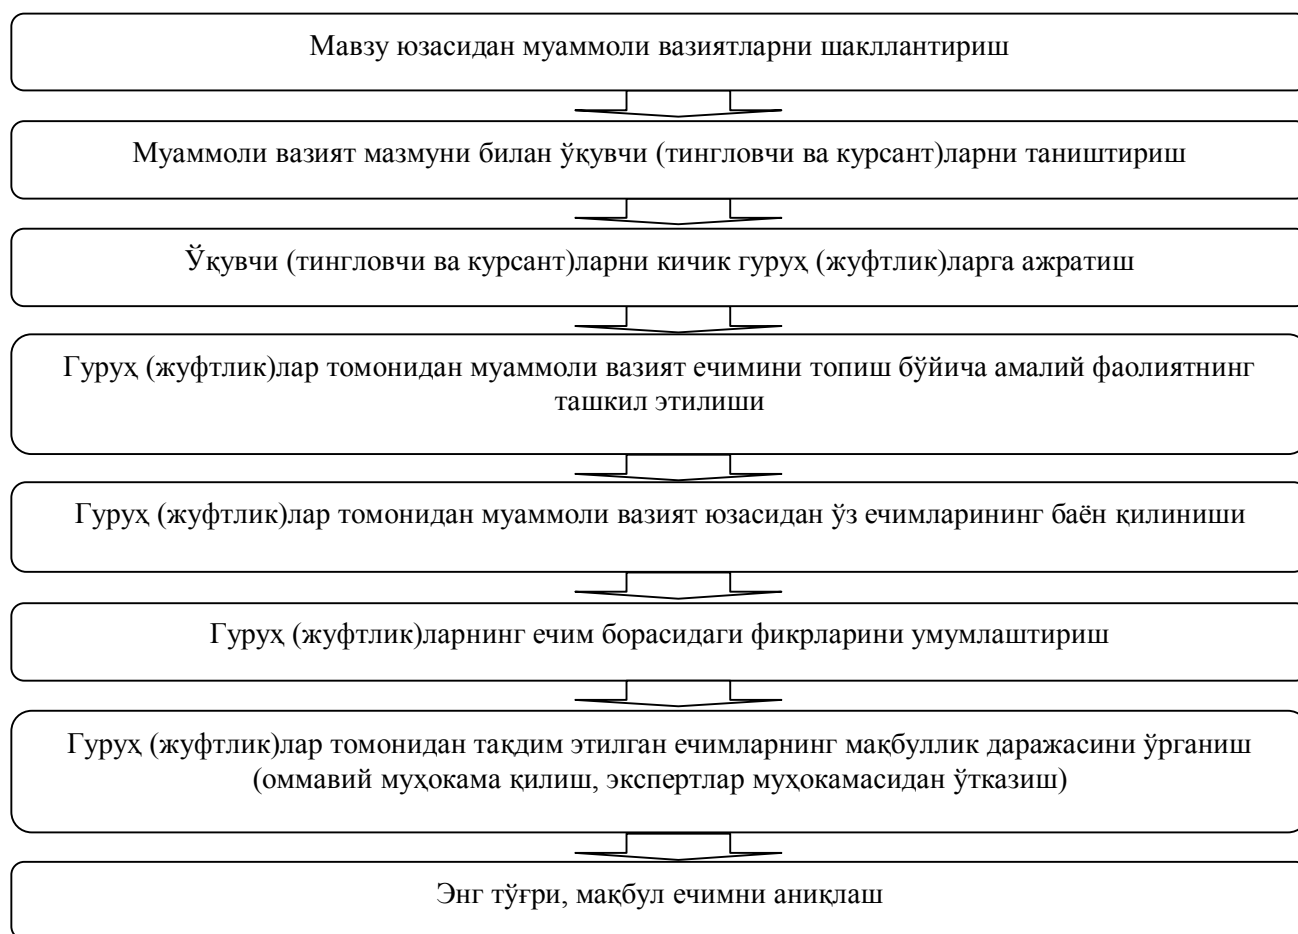 Мавзу юзасидан муаммоли вазиятларни шакллантириш
Муаммоли вазият мазмуни билан ўқувчи (тингловчи ва курсант)ларни таништириш
Ўқувчи (тингловчи ва курсант)ларни кичик гуруҳ (жуфтлик)ларга ажратиш
Гуруҳ (жуфтлик)лар томонидан муаммоли вазият ечимини топиш бўйича амалий фаолиятнинг
ташкил этилиши
Гуруҳ (жуфтлик)лар томонидан муаммоли вазият юзасидан ўз ечимларининг баён қилиниши
Гуруҳ (жуфтлик)ларнинг ечим борасидаги фикрларини умумлаштириш
Гуруҳ (жуфтлик)лар томонидан тақдим этилган ечимларнинг мақбуллик даражасини ўрганиш
(оммавий муҳокама қилиш, экспертлар муҳокамасидан ўтказиш)
Энг тўғри, мақбул ечимни аниқлаш